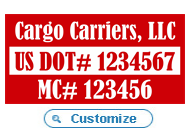 Cargo Carriers, LLC
US DOT# 1234567
MC# 123456
Customize